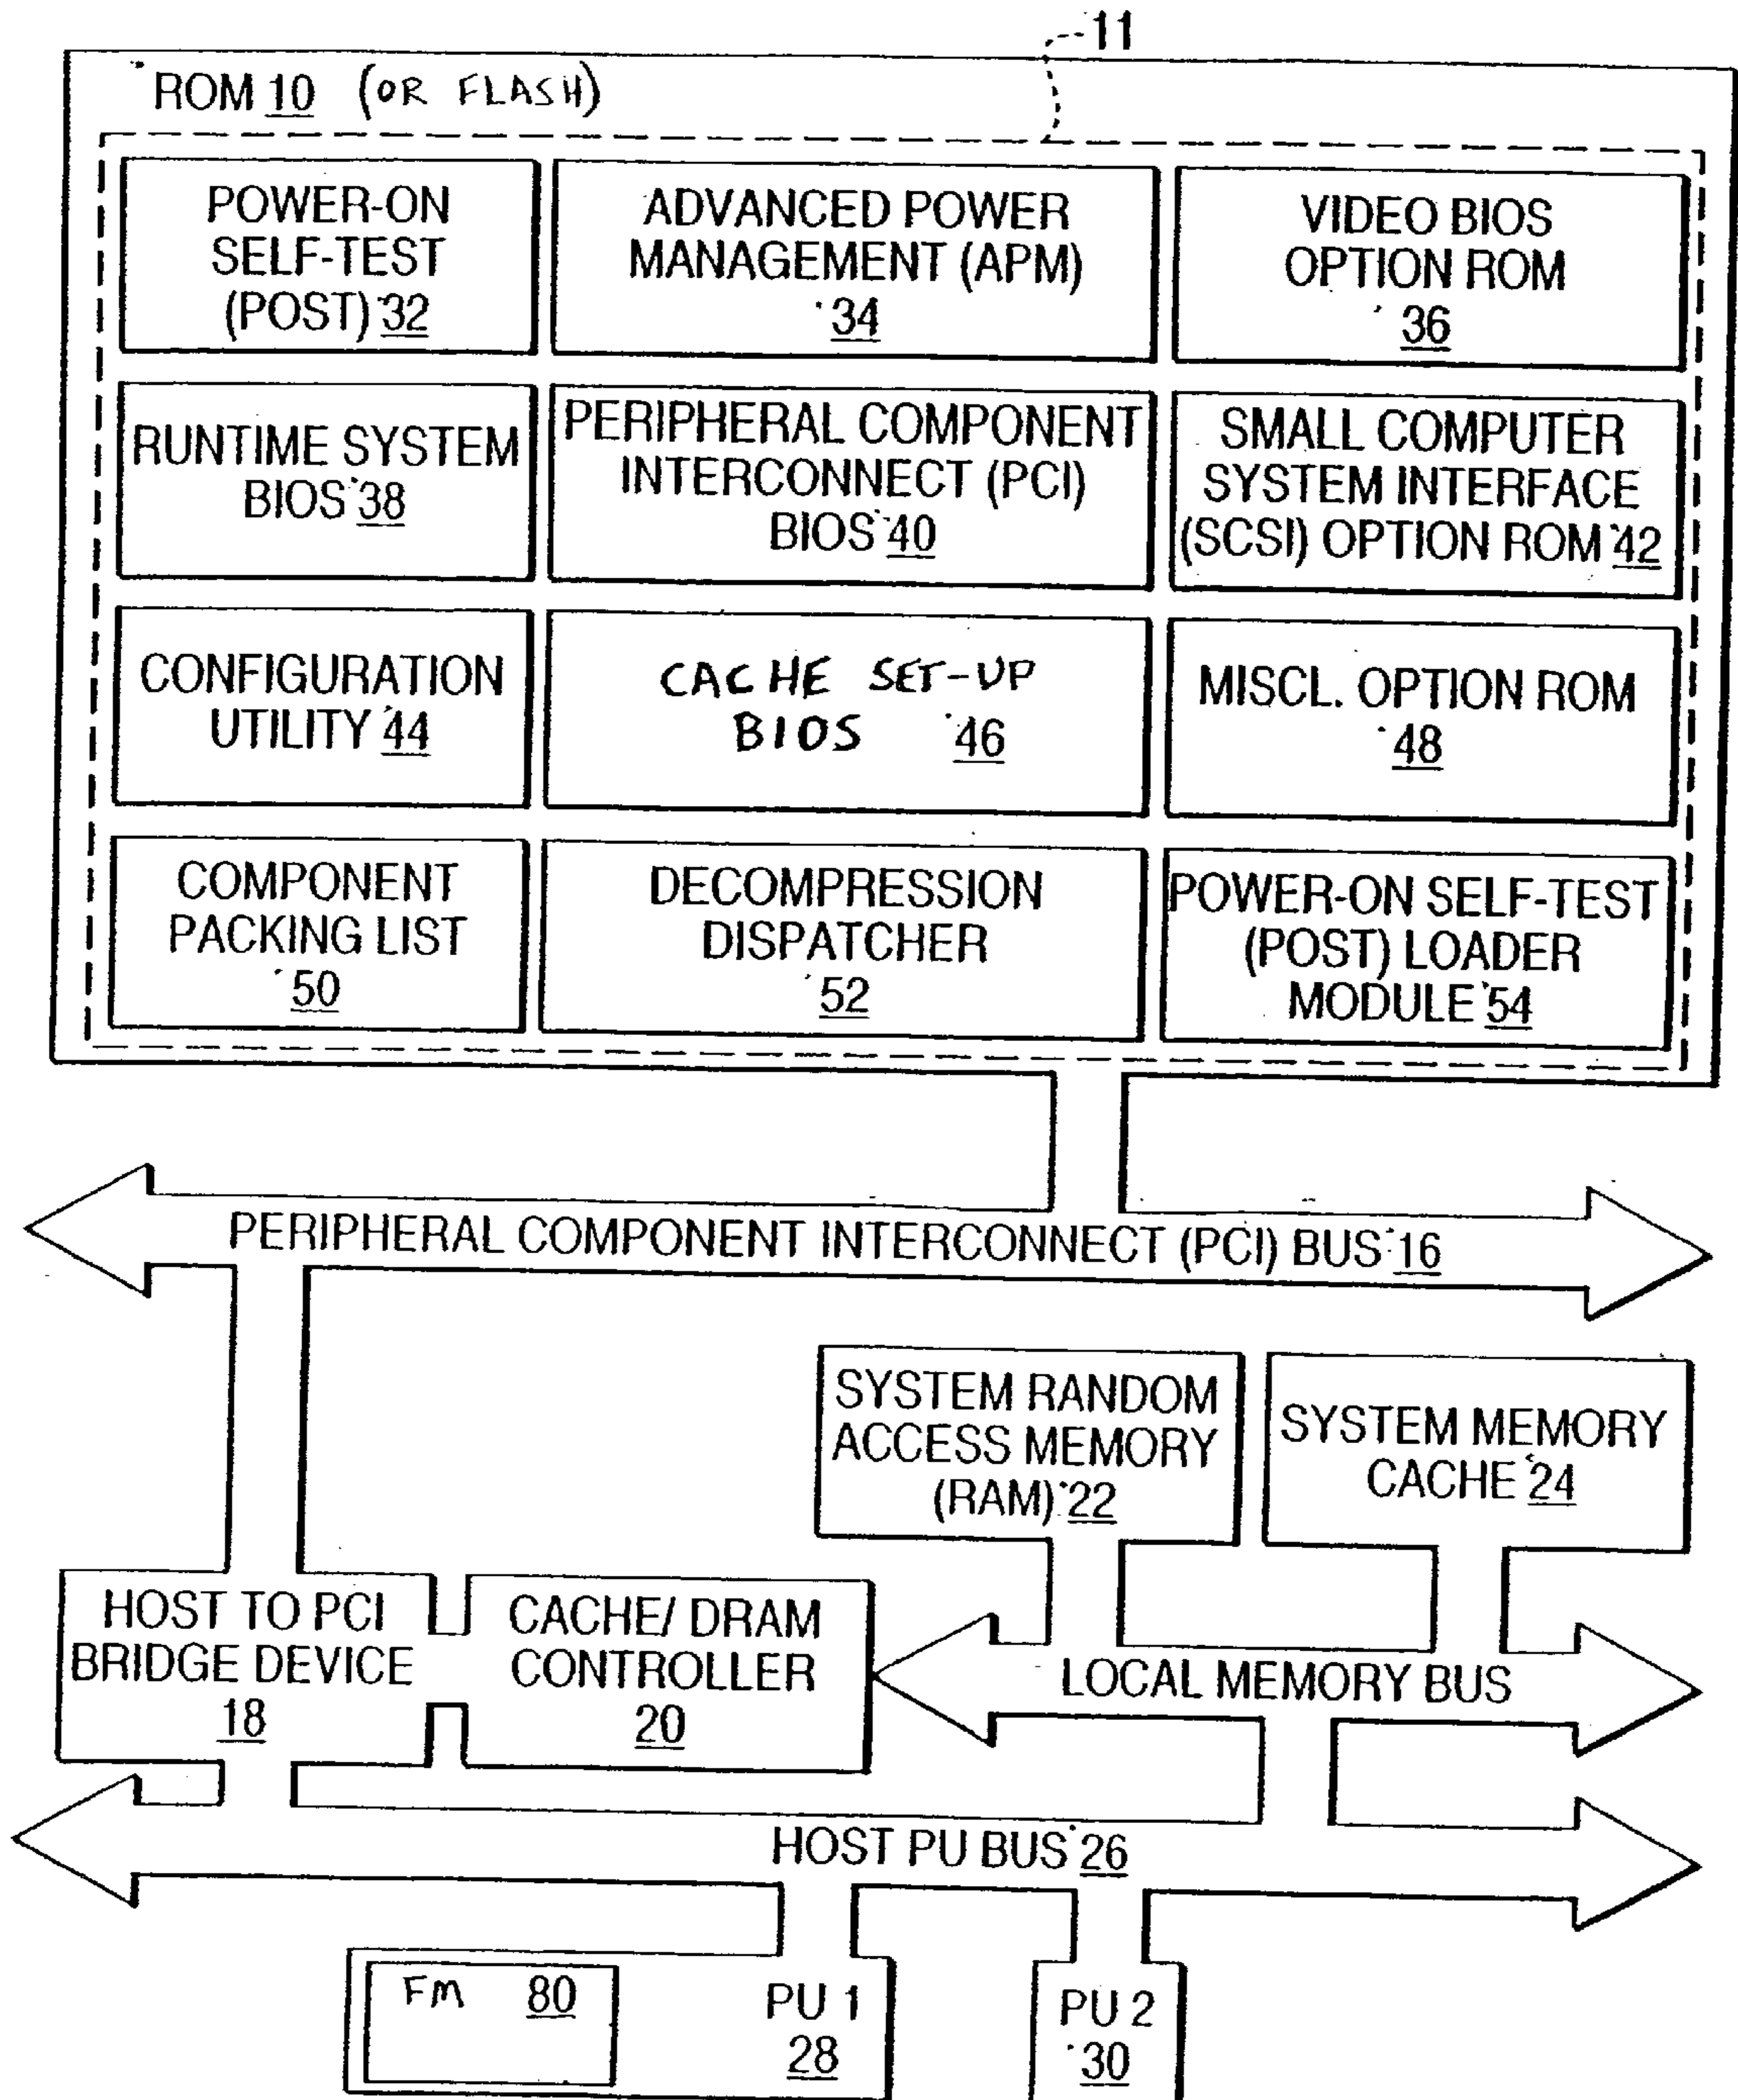 11
ROM 10 (OR FLASH)
POWER-ON
SELF-TEST
(POST) 32
ADVANCED POWER
MANAGEMENT (APM)
34
VIDEO BIOS
OPTION ROM
36
RUNTIME SYSTEM
BIOS 38
PERIPHERAL COMPONENT
INTERCONNECT (PCI)
BIOS 40
SMALL COMPUTER
SYSTEM INTERFACE
(SCSI) OPTION ROM 42
CONFIGURATION
UTILITY 44
CACHE SET-UP
BIOS 46
MISCL. OPTION ROM
48
COMPONENT
PACKING LIST
50
DECOMPRESSION
DISPATCHER
52
POWER-ON SELF-TEST
(POST) LOADER
MODULE 54
PERIPHERAL COMPONENT INTERCONNECT (PCI) BUS 16
SYSTEM RANDOM
ACCESS MEMORY
(RAM) 22
SYSTEM MEMORY
CACHE 24
HOST TO PCI
BRIDGE DEVICE
18
CACHE/ DRAM
CONTROLLER
20
LOCAL MEMORY BUS
HOST PU BUS 26
FM 80
PU 1
28
PU 2
30